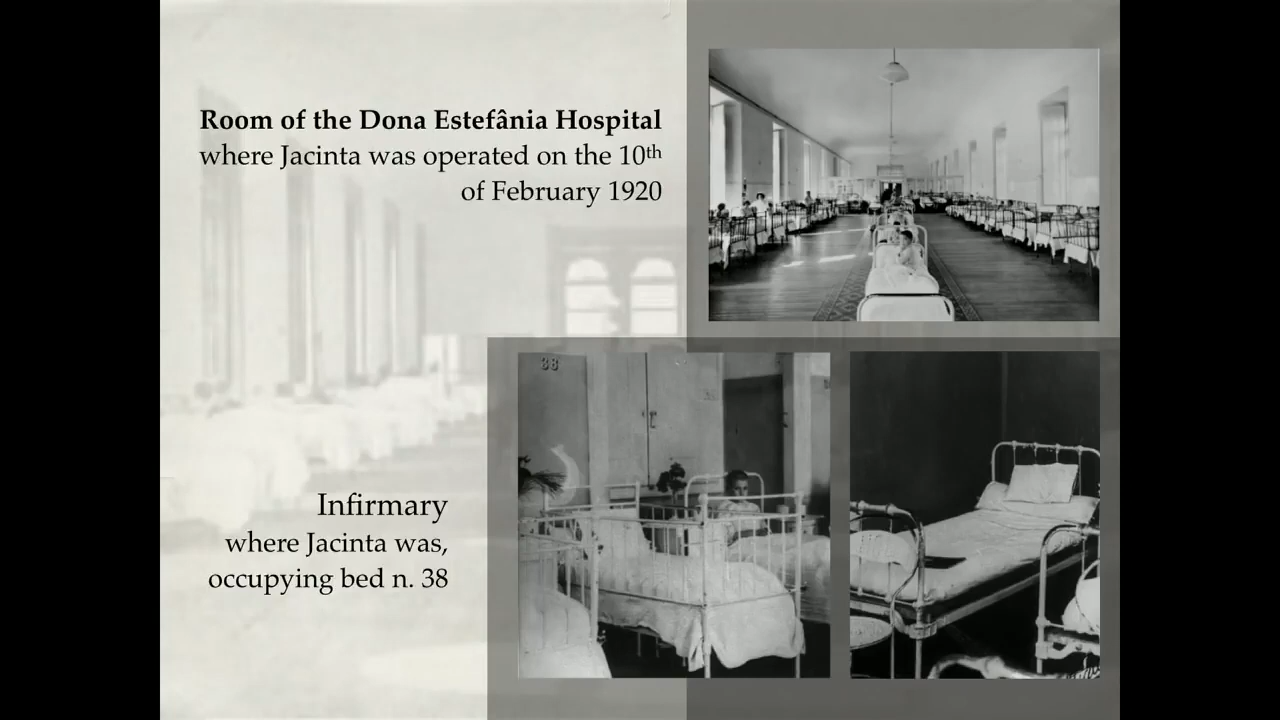 Room of the Dona Estefânia Hospital
where Jacinta was operated on the 10th
of February 1920
38
Infirmary
where Jacinta was,
occupying bed n. 38